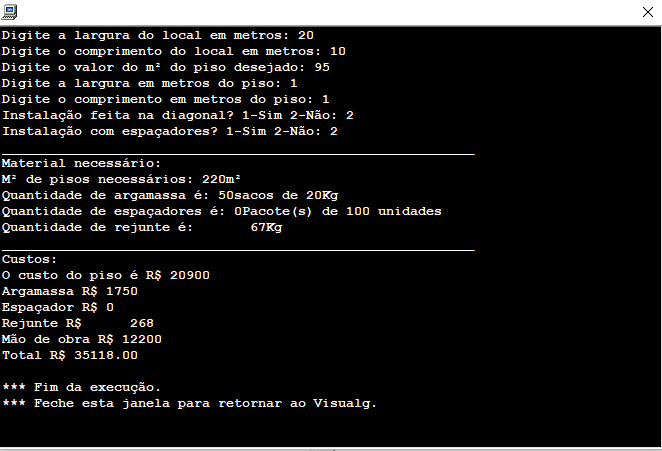 Digite a largura do local em metros: 20
Digite o comprimento do local em metros: 10
Digite o valor do m² do piso desejado: 95
Digite a largura em metros do piso: 1
Digite o comprimento em metros do piso: 1
Instalação feita na diagonal? 1-Sim 2-Não: 2
Instalação com espaçadores? 1-Sim 2-Não: 2
Material necessário:
M² de pisos necessários: 220m²
Quantidade de argamassa é: 50sacos de 20Kg
Quantidade de espaçadores é: 0Pacote(s) de 100 unidades
Quantidade de rejunte é:       67Kg
Custos:
O custo do piso é R$ 20900
Argamassa R$ 1750
Espaçador R$ 0
Rejunte R$      268
Mão de obra R$ 12200
Total R$ 35118.00
*** Fim da execução.
*** Feche esta janela para retornar ao Visualg.